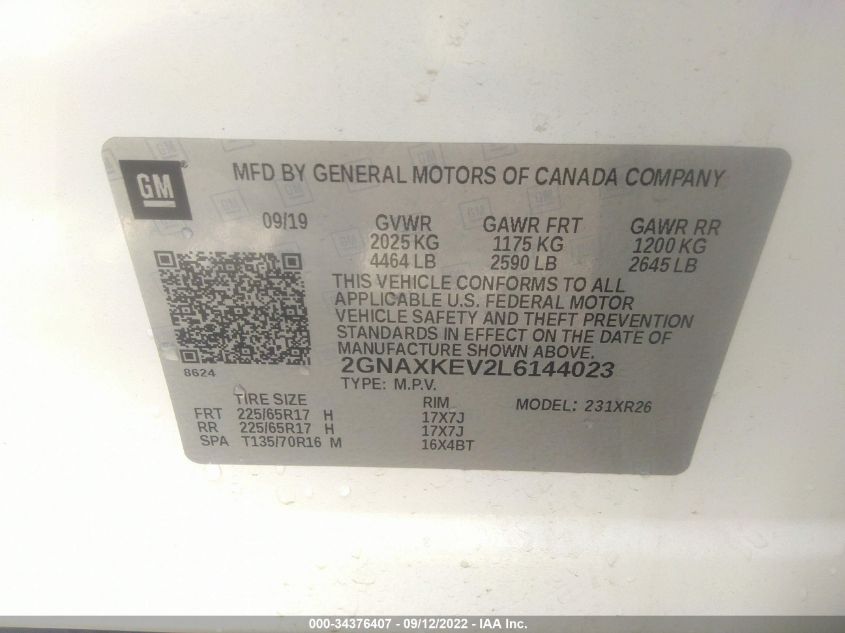 GM
MFD BY GENERAL MOTORS OF CANADA COMPANY
09/19 GVWR GAWR FRT GAWR RR
2025 KG 1175 KG 1200 KG
4464 LB 2590 LB 2645 LB
THIS VEHICLE CONFORMS TO ALL
APPLICABLE U.S. FEDERAL MOTOR
VEHICLE SAFETY AND THEFT PREVENTION
STANDARDS IN EFFECT ON THE DATE OF
MANUFACTURE SHOWN ABOVE.
8624 2GNAXKEV2L6144023
TYPE: M.P.V.
TIRE SIZE RIM MODEL: 231XR26
FRT 225/65R17 H 17X7J
RR 225/65R17 H 17X7J
SPA T135/70R16 M 16X4BT
000-34376407 - 09/12/2022 - IAA Inc.